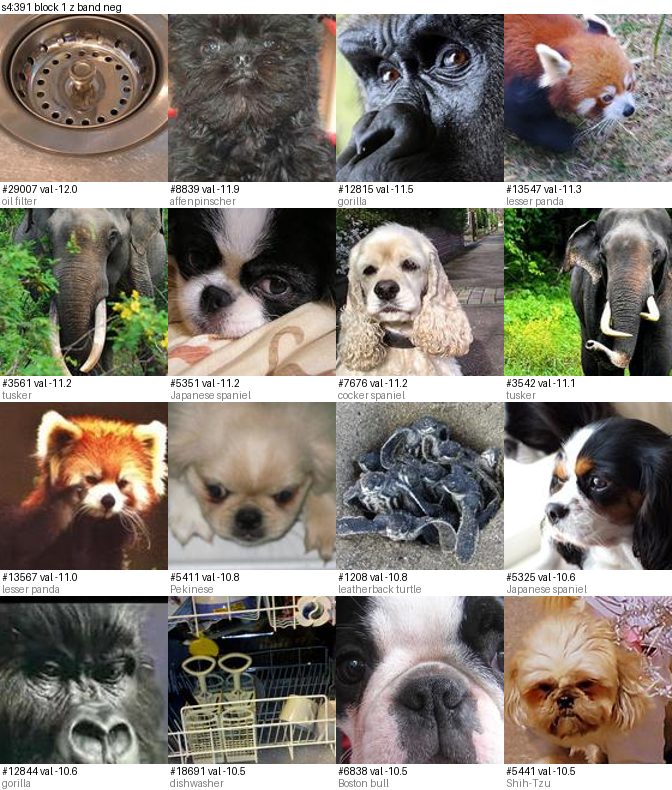 s4:391 block 1 z band neg
#29007 val -12.0
oil filter
#8839 val -11.9
affenpinscher
#12815 val -11.5
gorilla
#13547 val -11.3
lesser panda
#3561 val -11.2
tusker
#5351 val -11.2
Japanese spaniel
#7676 val -11.2
cocker spaniel
#3542 val -11.1
tusker
#13567 val -11.0
lesser panda
#5411 val -10.8
Pekinese
#1208 val -10.8
leatherback turtle
#5325 val -10.6
Japanese spaniel
#12844 val -10.6
gorilla
#18691 val -10.5
dishwasher
#6838 val -10.5
Boston bull
#5441 val -10.5
Shih-Tzu